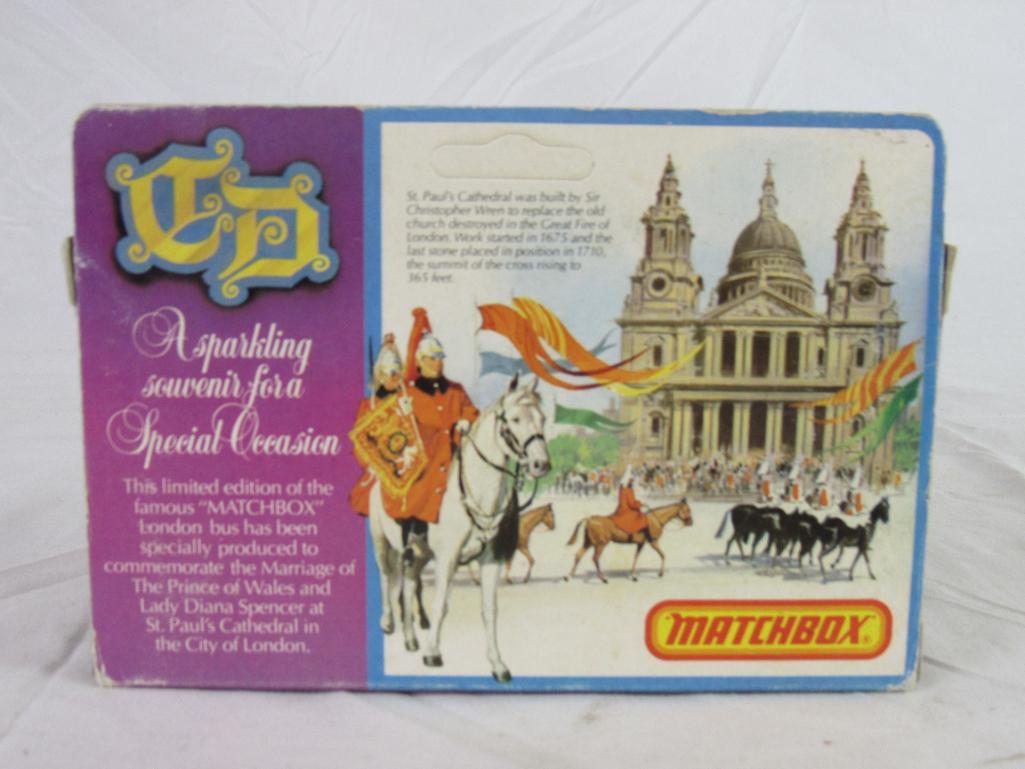 CD
A sparkling
souvenir for a
Special Occasion
This limited edition of the
famous "MATCHBOX"
London bus has been
specially produced to
commemorate the Marriage of
The Prince of Wales and
Lady Diana Spencer at
St. Paul's Cathedral in
the City of London.
St. Paul's Cathedral was built by Sir
Christopher Wren to replace the old
church destroyed in the Great Fire of
London. Work started in 1675 and the
last stone placed in position in 1710,
the summit of the cross rising to
365 feet.
MATCHBOX®